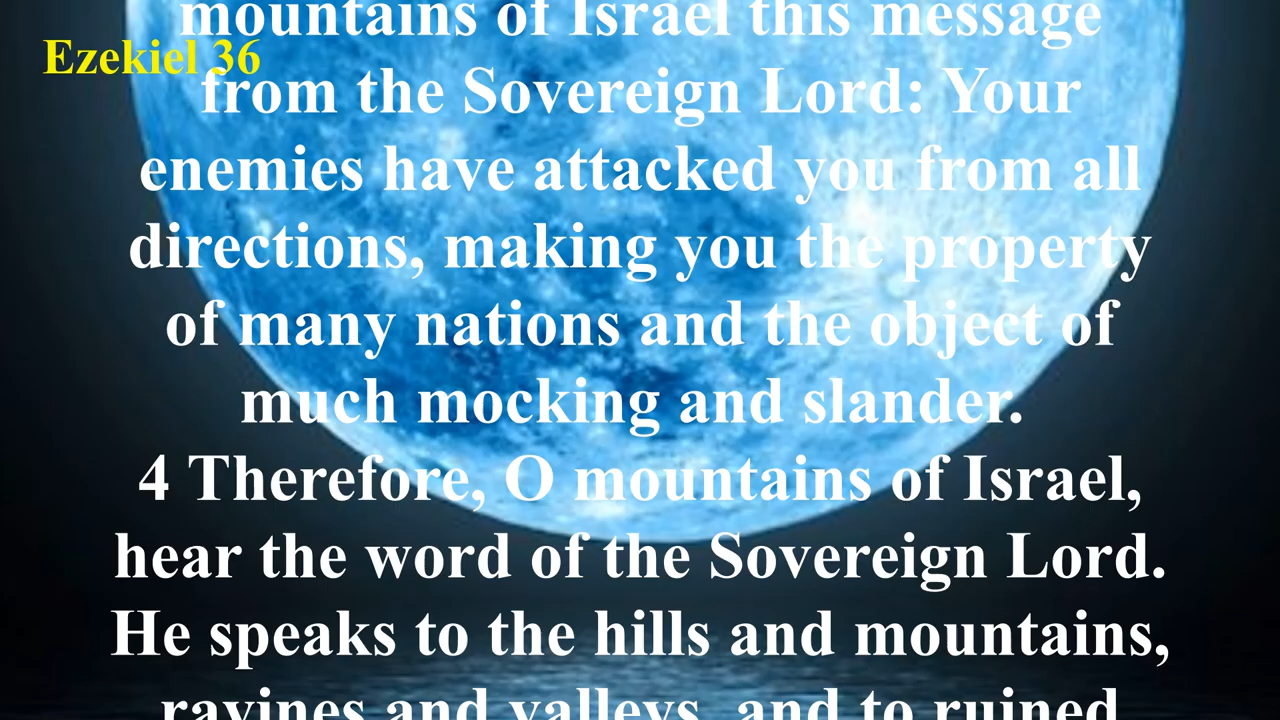 mountains of Israel this message
Ezekiel 36
from the Sovereign Lord: Your
enemies have attacked you from all
directions, making you the property
of many nations and the object of
much mocking and slander.
4 Therefore, O mountains of Israel,
hear the word of the Sovereign Lord.
He speaks to the hills and mountains,
ravines and valleys, and to ruined